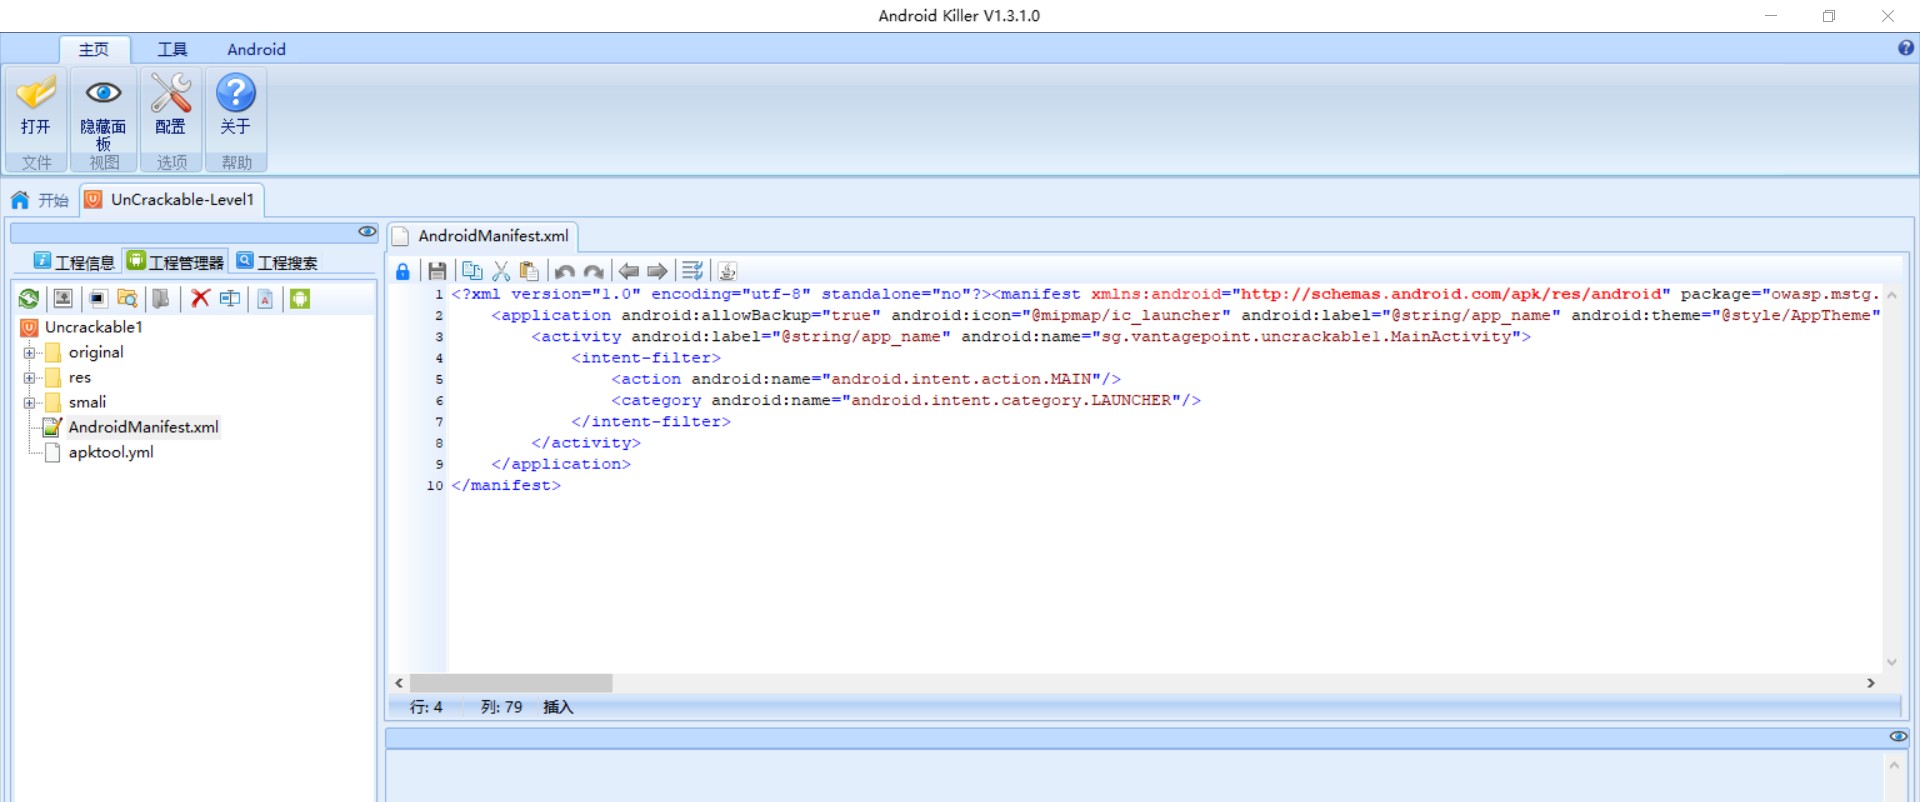 Android Killer V1.3.1.0
主页 工具 Android
打开 隐藏面板 配置 关于
文件 视图 选项 帮助
开始 UnCrackable-Level1
工程信息 工程管理器 工程搜索
Uncrackable1
original
res
smali
AndroidManifest.xml
apktool.yml
AndroidManifest.xml
1 <?xml version="1.0" encoding="utf-8" standalone="no"?><manifest xmlns:android="http://schemas.android.com/apk/res/android" package="owasp.mstg.
2 <application android:allowBackup="true" android:icon="@mipmap/ic_launcher" android:label="@string/app_name" android:theme="@style/AppTheme"
3 <activity android:label="@string/app_name" android:name="sg.vantagepoint.uncrackable1.MainActivity">
4 <intent-filter>
5 <action android:name="android.intent.action.MAIN"/>
6 <category android:name="android.intent.category.LAUNCHER"/>
7 </intent-filter>
8 </activity>
9 </application>
10 </manifest>
行: 4 列: 79 插入